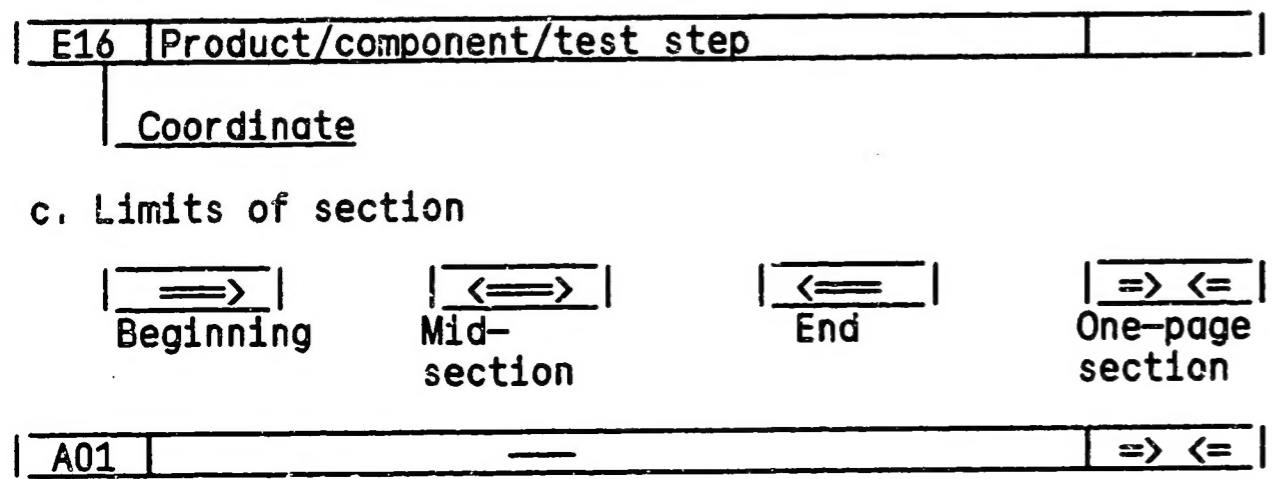 E16 Product/component/test step
Coordinate
c. Limits of section
===> <===> <=== => <=
Beginning Mid- End One-page
section section
A01 — => <=